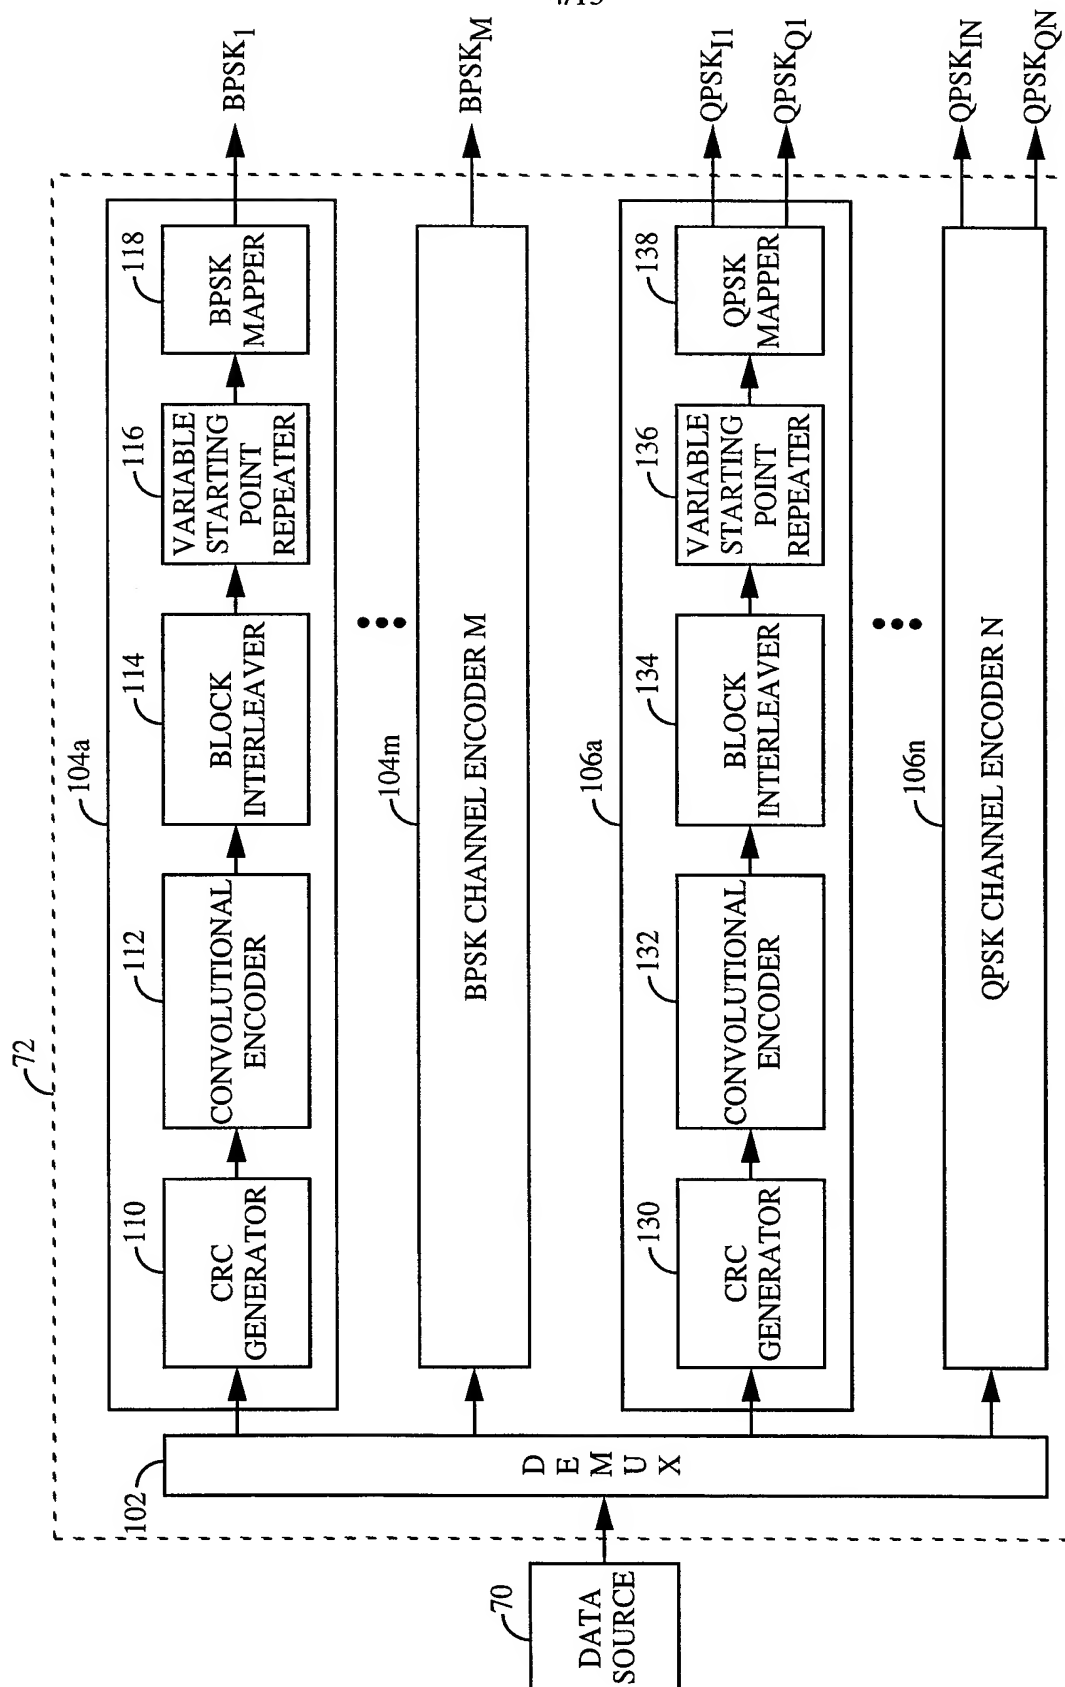 4/15
72
104a
110
CRC
GENERATOR
112
CONVOLUTIONAL
ENCODER
114
BLOCK
INTERLEAVER
116
VARIABLE
STARTING
POINT
REPEATER
118
BPSK
MAPPER
BPSK1
104m
BPSK CHANNEL ENCODER M
BPSKM
106a
130
CRC
GENERATOR
132
CONVOLUTIONAL
ENCODER
134
BLOCK
INTERLEAVER
136
VARIABLE
STARTING
POINT
REPEATER
138
QPSK
MAPPER
QPSKI1
QPSKQ1
106n
QPSK CHANNEL ENCODER N
QPSKIN
QPSKQN
102
DEMUX
70
DATA
SOURCE